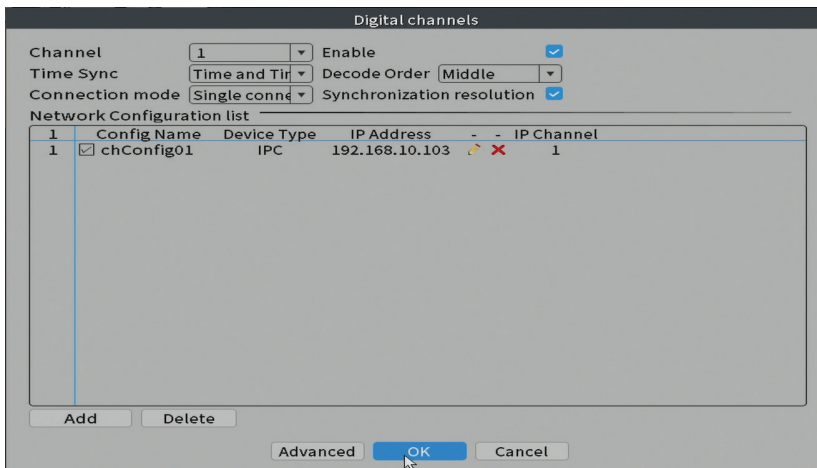 Digital channels
Channel 1 Enable
Time Sync Time and Tir Decode Order Middle
Connection mode Single conne Synchronization resolution
Network Configuration list
1 Config Name Device Type IP Address - - IP Channel
1 chConfig01 IPC 192.168.10.103 1
Add Delete
Advanced OK Cancel